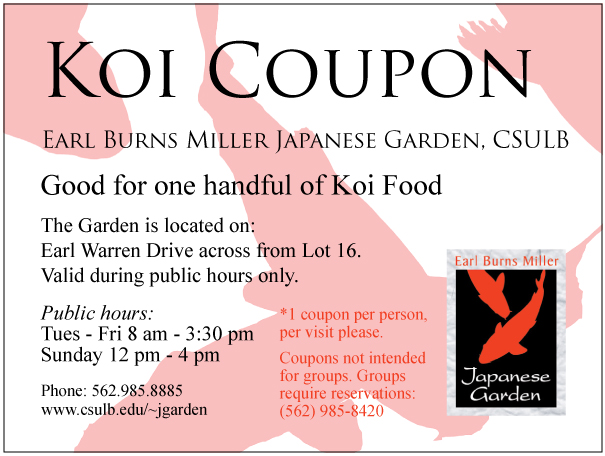 Koi Coupon
Earl Burns Miller Japanese Garden, CSULB
Good for one handful of Koi Food
The Garden is located on:
Earl Warren Drive across from Lot 16.
Valid during public hours only.
Public hours:
Tues - Fri 8 am - 3:30 pm
Sunday 12 pm - 4 pm
Phone: 562.985.8885
www.csulb.edu/~jgarden
*1 coupon per person,
per visit please.
Coupons not intended
for groups. Groups
require reservations:
(562) 985-8420
Earl Burns Miller
Japanese
Garden